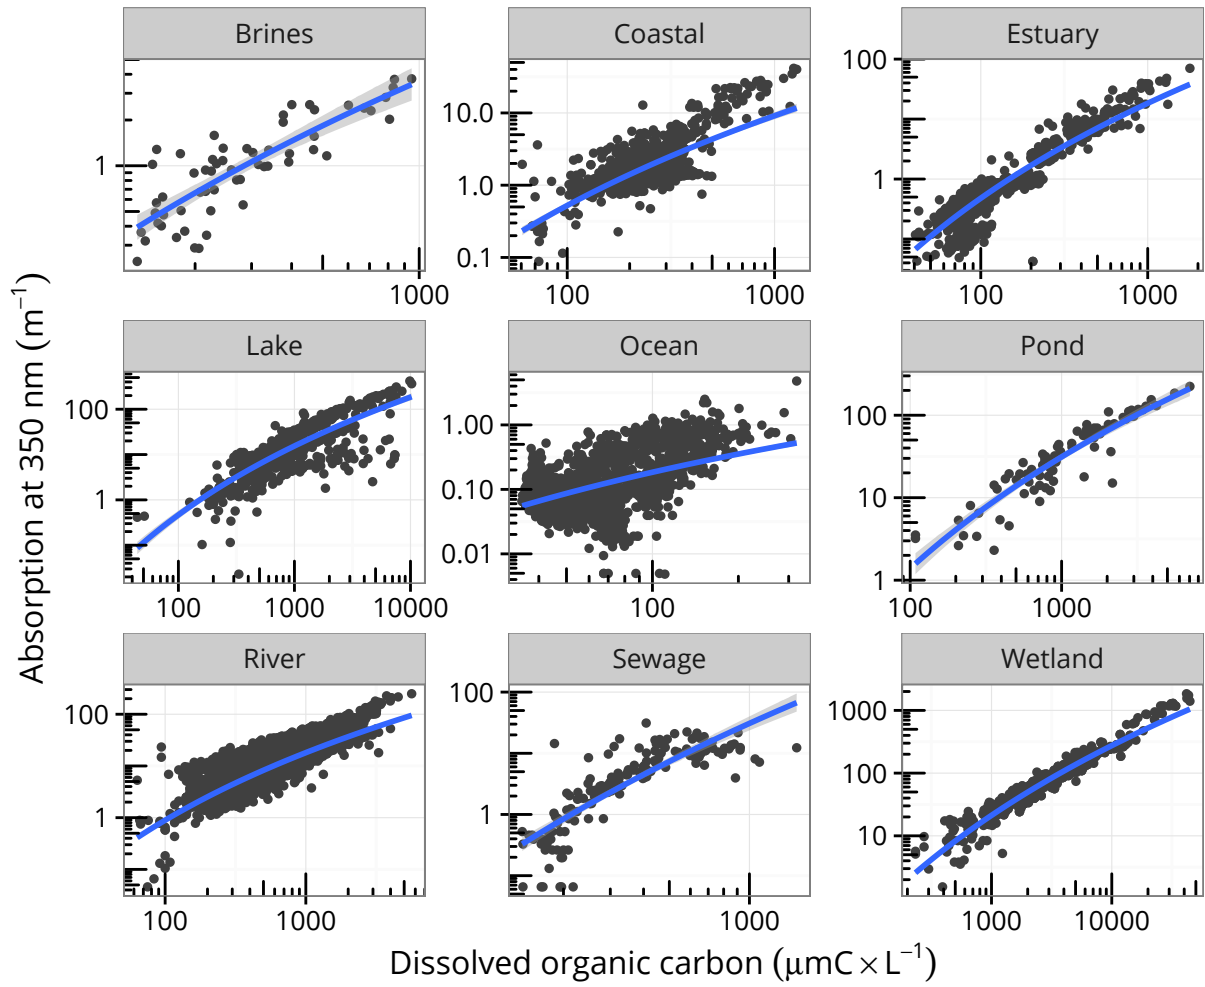 Brines Coastal Estuary
1 10.0 1.0 0.1 100 1
1000 100 1000 100 1000
Absorption at 350 nm (m⁻¹)
Lake Ocean Pond
100 1 1.00 0.10 0.01 100 10 1
100 1000 10000 100 100 1000
River Sewage Wetland
100 1 100 1 1000 100 10
100 1000 1000 1000 10000
Dissolved organic carbon (μmC × L⁻¹)